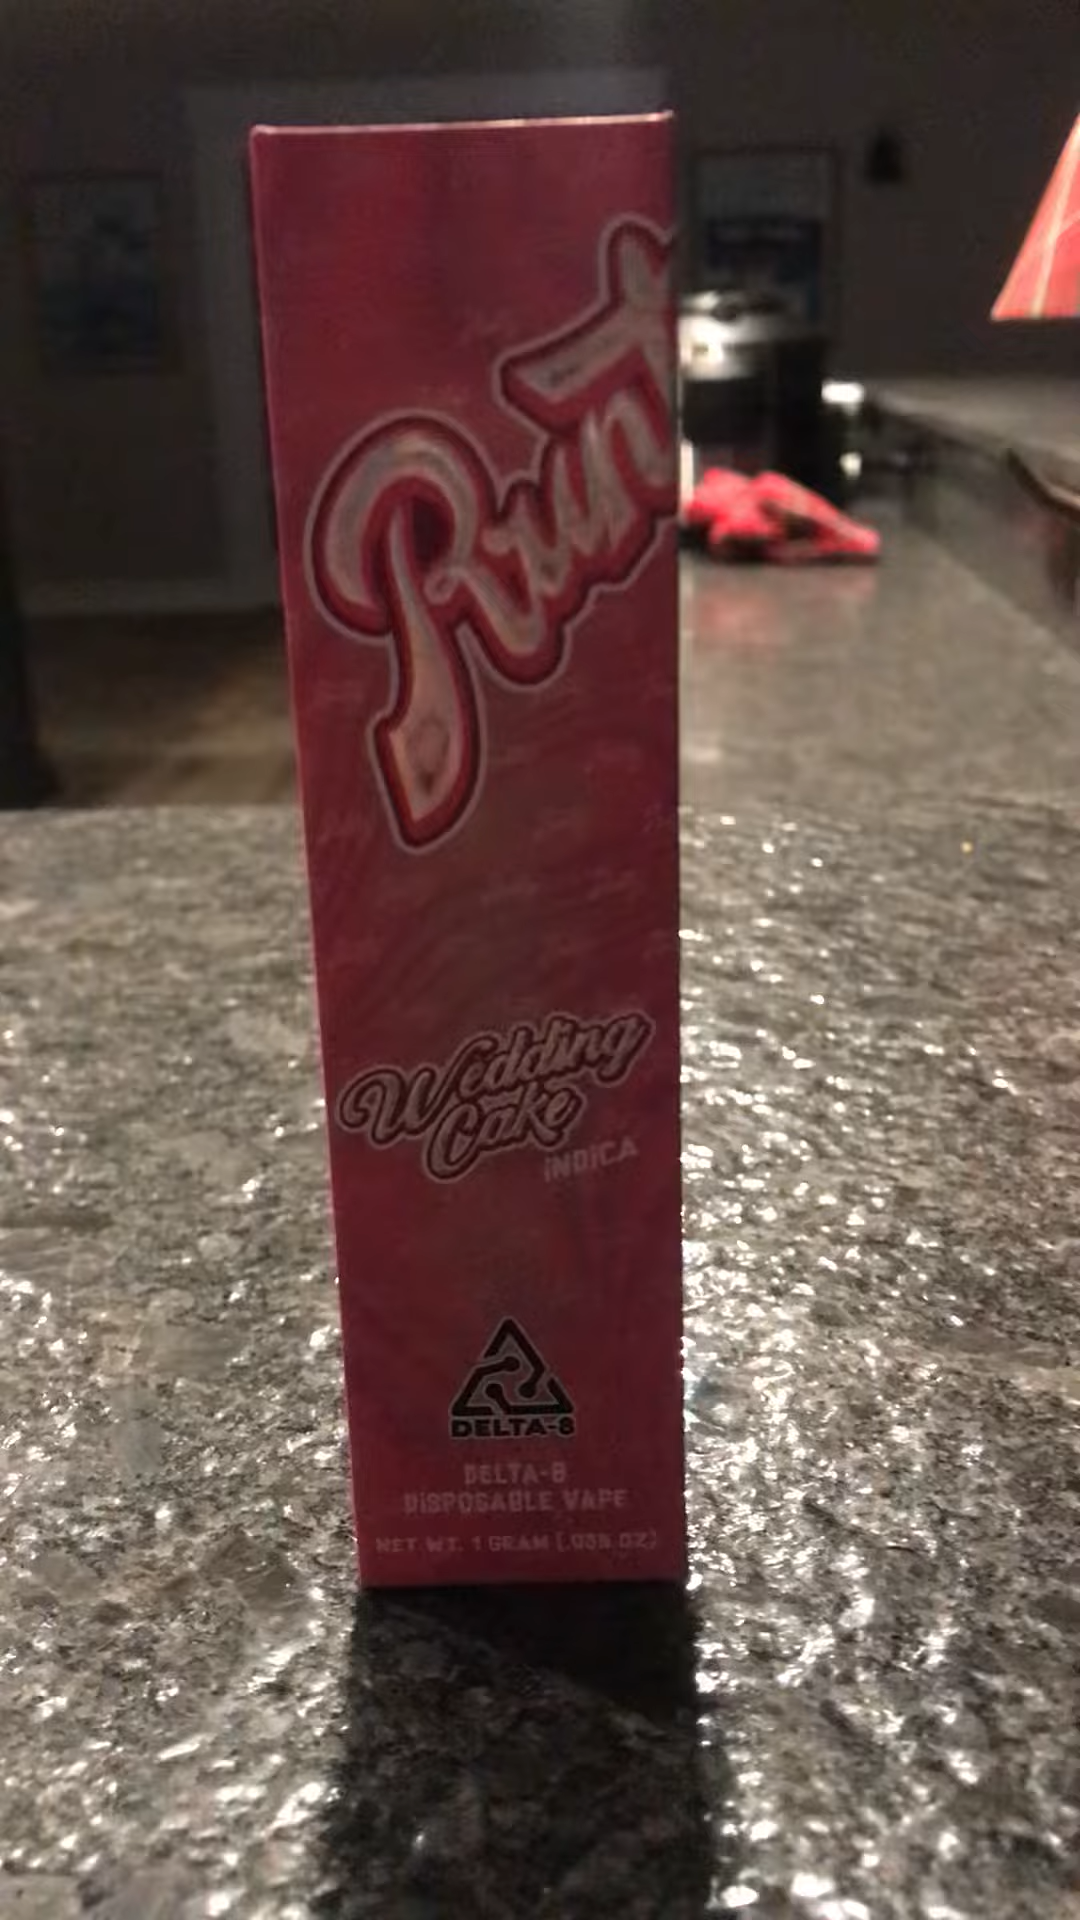 Runt
Wedding
Cake
INDICA
DELTA-8
DELTA-8
DISPOSABLE VAPE
NET WT. 1 GRAM (.035 OZ)